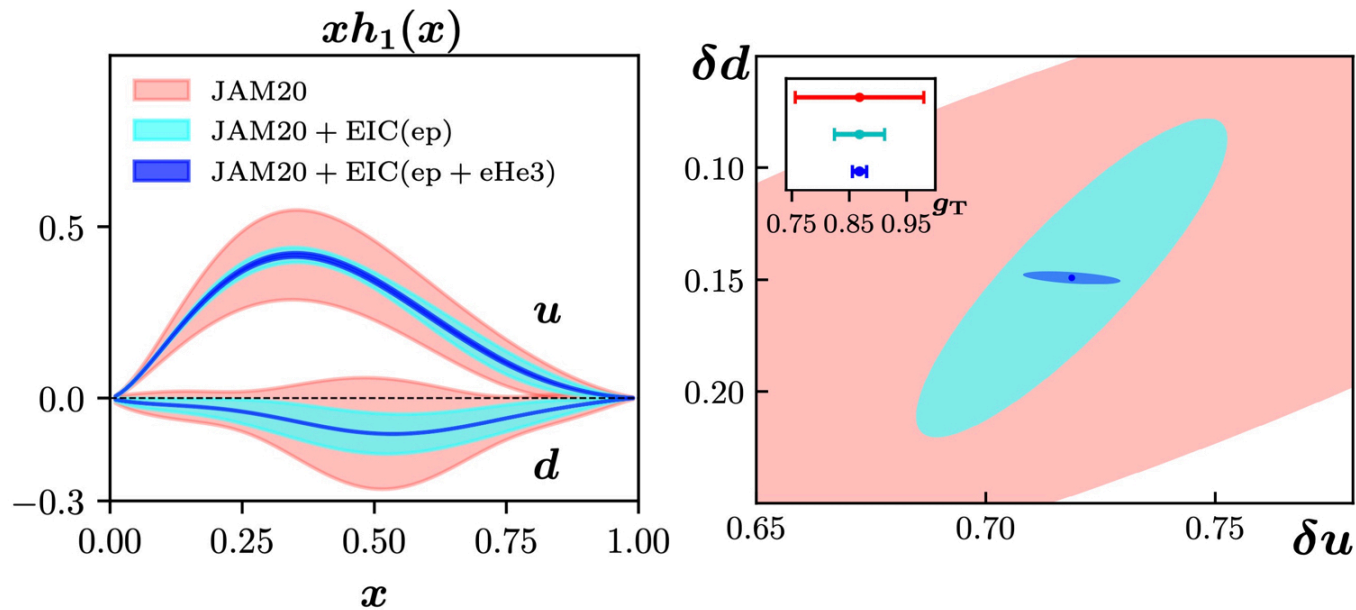 xh₁(x)
JAM20
JAM20 + EIC(ep)
JAM20 + EIC(ep + eHe3)
0.5
0.0
−0.3
u
d
0.00 0.25 0.50 0.75 1.00
x
δd
0.10
0.15
0.20
0.75 0.85 0.95
g_T
0.65 0.70 0.75
δu